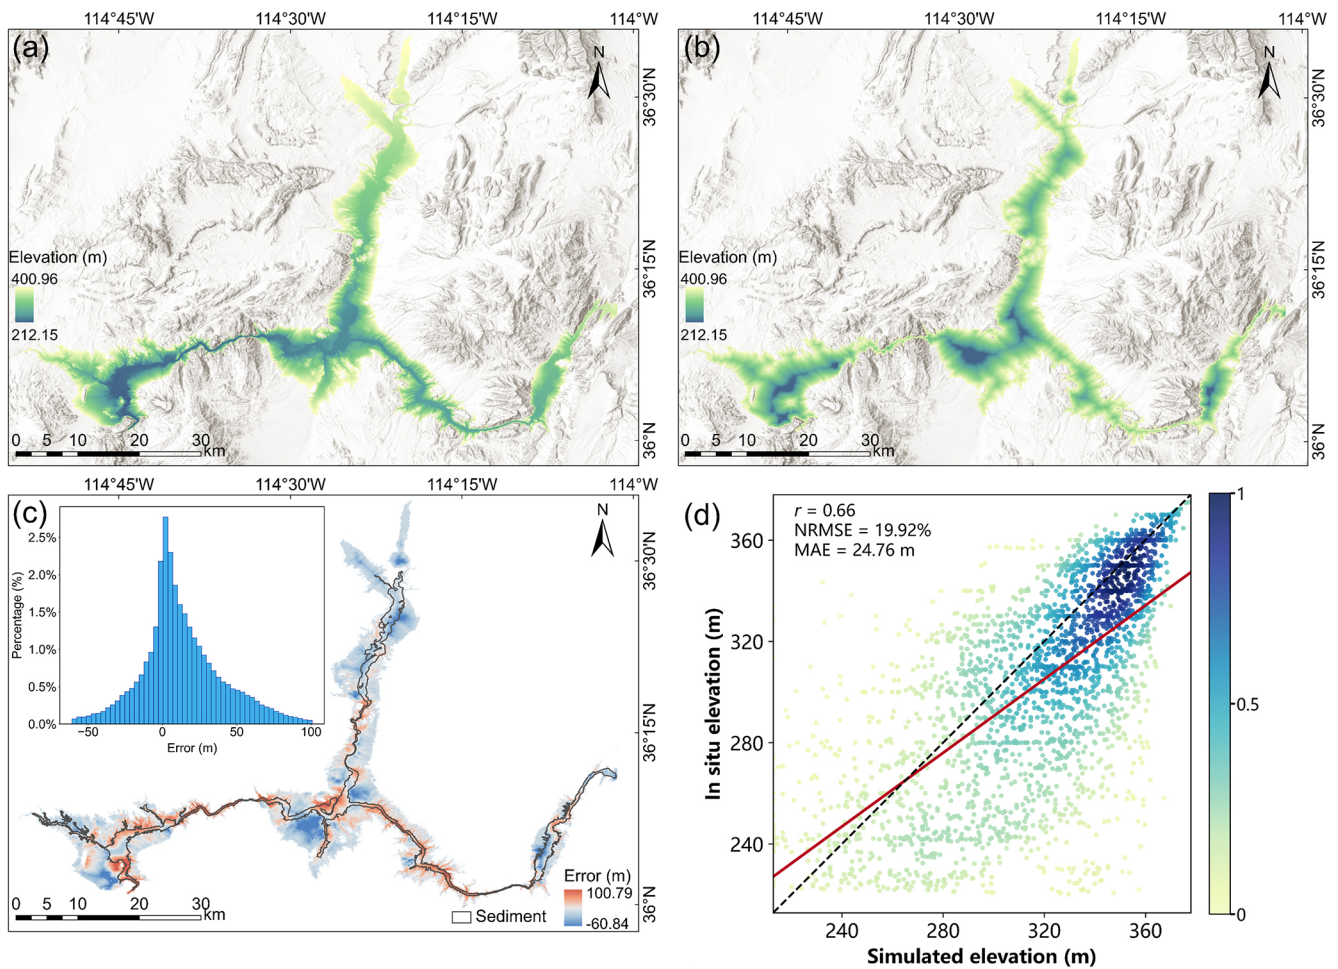 114°45'W 114°30'W 114°15'W 114°W
(a)
N
36°30'N
36°15'N
36°N
Elevation (m)
400.96
212.15
0 5 10 20 30
km
114°45'W 114°30'W 114°15'W 114°W
(b)
N
36°30'N
36°15'N
36°N
Elevation (m)
400.96
212.15
0 5 10 20 30
km
114°45'W 114°30'W 114°15'W 114°W
(c)
N
36°30'N
36°15'N
36°N
Percentage (%)
2.5%
2.0%
1.5%
1.0%
0.5%
0.0%
−50 0 50 100
Error (m)
Error (m)
100.79
-60.84
Sediment
0 5 10 20 30
km
(d)
r = 0.66
NRMSE = 19.92%
MAE = 24.76 m
In situ elevation (m)
360
320
280
240
240 280 320 360
Simulated elevation (m)
1
0.5
0